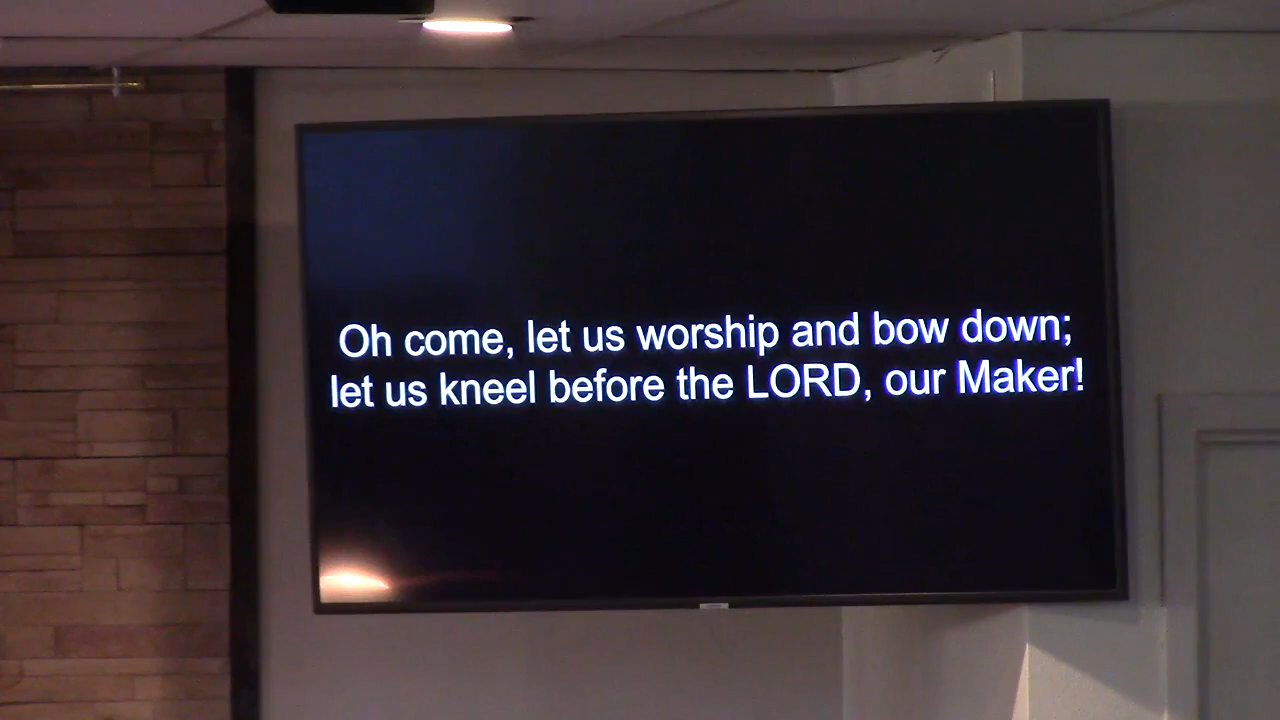 Oh come, let us worship and bow down;
let us kneel before the LORD, our Maker!